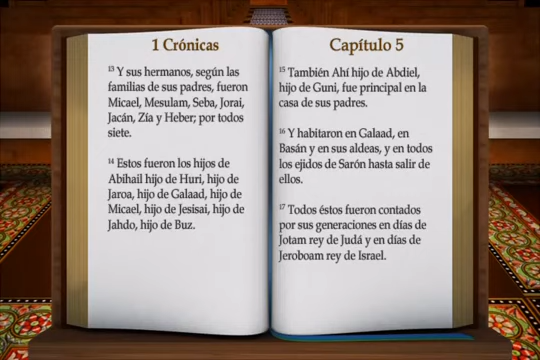 1 Crónicas
13 Y sus hermanos, según las
familias de sus padres, fueron
Micael, Mesulam, Seba, Jorai,
Jacán, Zía y Heber; por todos
siete.
14 Estos fueron los hijos de
Abihail hijo de Huri, hijo de
Jaroa, hijo de Galaad, hijo de
Micael, hijo de Jesisai, hijo de
Jahdo, hijo de Buz.
Capítulo 5
15 También Ahí hijo de Abdiel,
hijo de Guni, fue principal en la
casa de sus padres.
16 Y habitaron en Galaad, en
Basán y en sus aldeas, y en todos
los ejidos de Sarón hasta salir de
ellos.
17 Todos éstos fueron contados
por sus generaciones en días de
Jotam rey de Judá y en días de
Jeroboam rey de Israel.